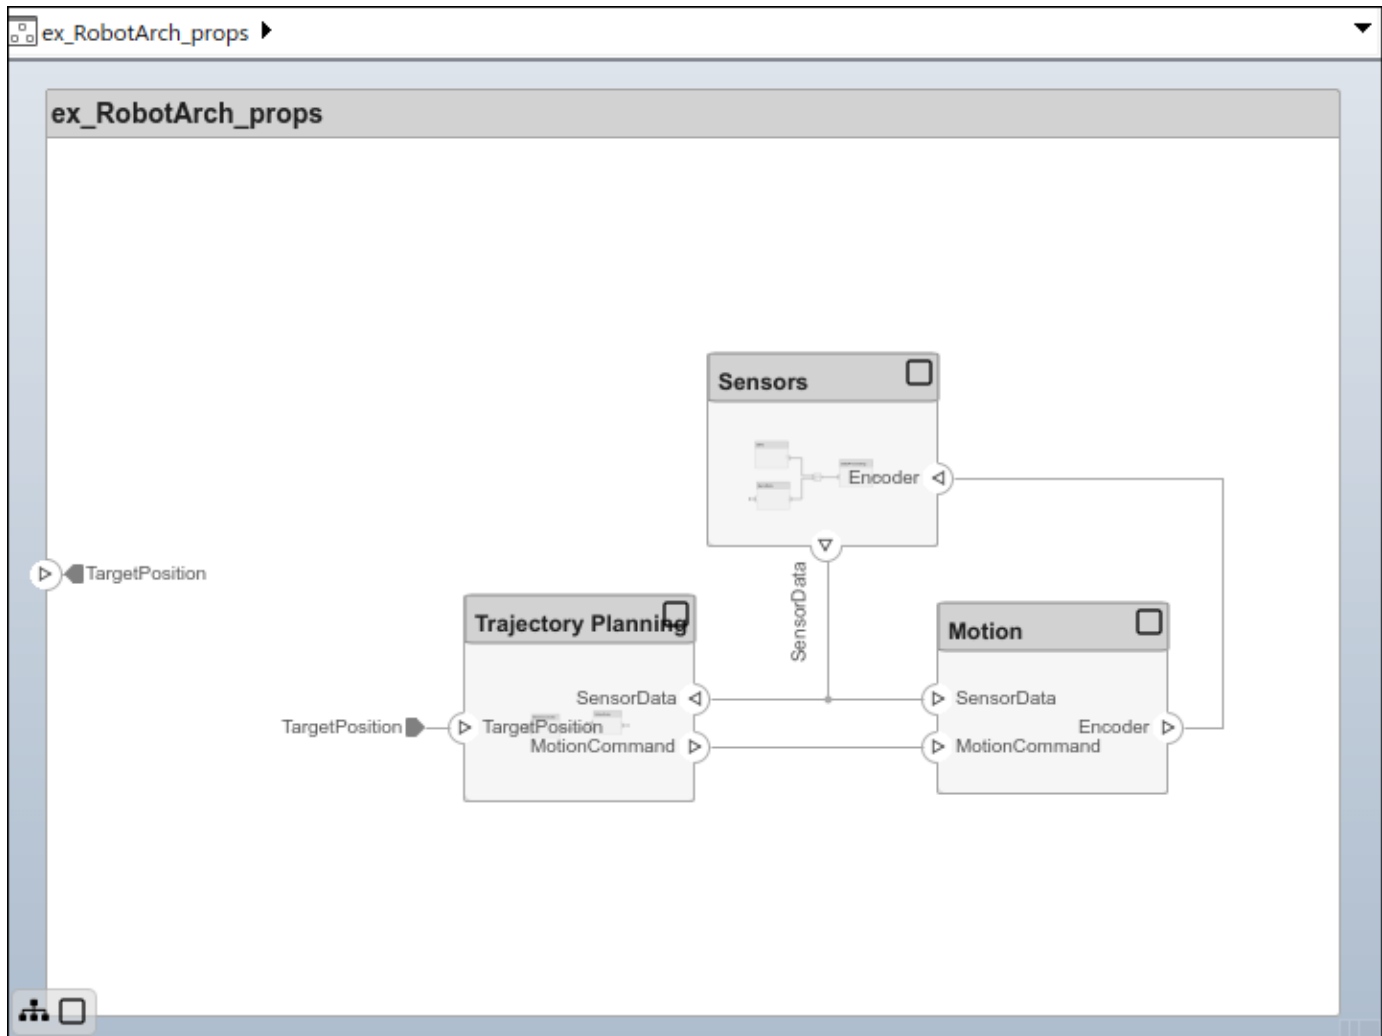 ex_RobotArch_props
ex_RobotArch_props
Sensors
Encoder
SensorData
TargetPosition
Trajectory Planning
SensorData
TargetPosition
TargetPosition
MotionCommand
Motion
SensorData
Encoder
MotionCommand